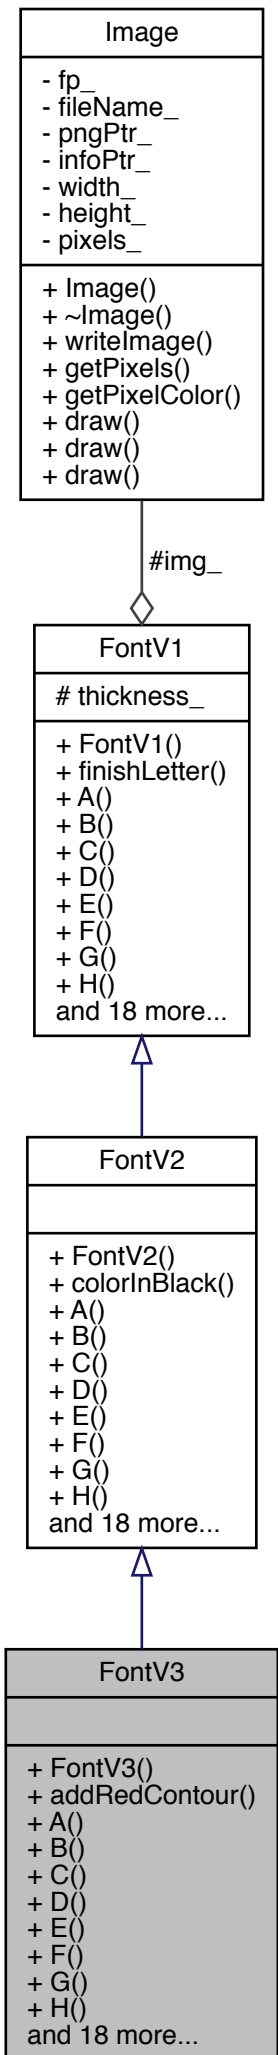 Image
- fp_
- fileName_
- pngPtr_
- infoPtr_
- width_
- height_
- pixels_
+ Image()
+ ~Image()
+ writeImage()
+ getPixels()
+ getPixelColor()
+ draw()
+ draw()
+ draw()
#img_
FontV1
# thickness_
+ FontV1()
+ finishLetter()
+ A()
+ B()
+ C()
+ D()
+ E()
+ F()
+ G()
+ H()
and 18 more...
FontV2
+ FontV2()
+ colorInBlack()
+ A()
+ B()
+ C()
+ D()
+ E()
+ F()
+ G()
+ H()
and 18 more...
FontV3
+ FontV3()
+ addRedContour()
+ A()
+ B()
+ C()
+ D()
+ E()
+ F()
+ G()
+ H()
and 18 more...